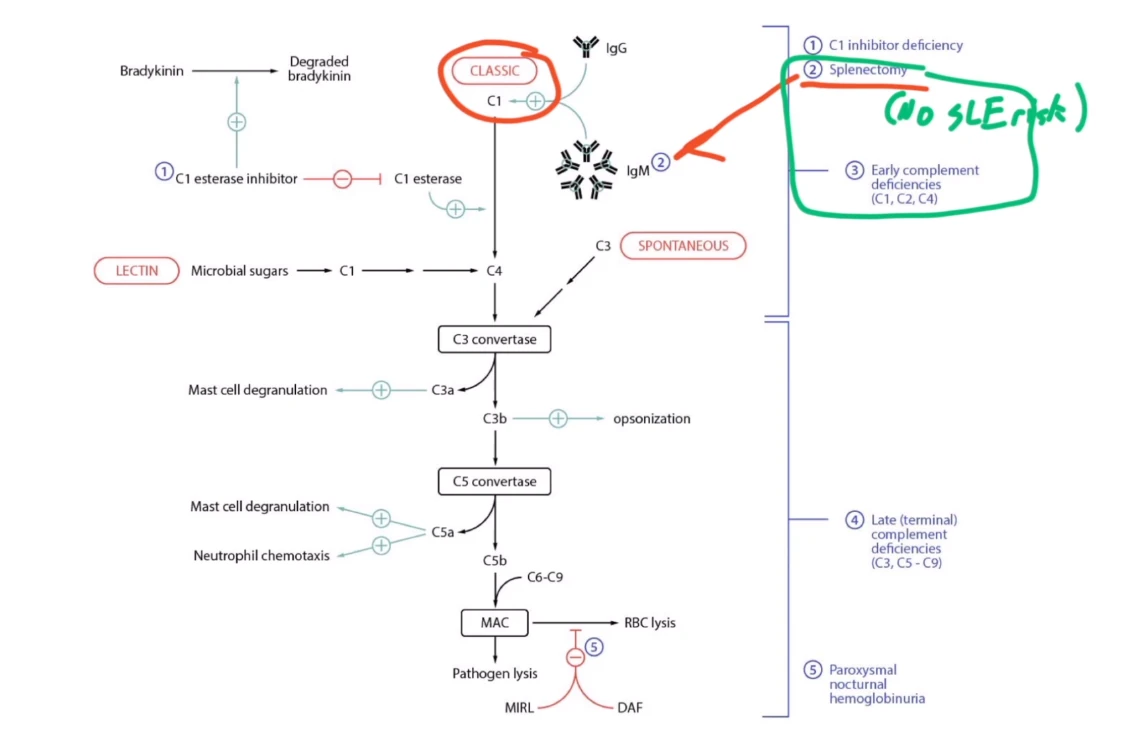 IgG
1 C1 inhibitor deficiency
Bradykinin
Degraded
bradykinin
CLASSIC
2 Splenectomy
C1
+
(No SLE risk)
+
1 C1 esterase inhibitor
−
C1 esterase
IgM 2
3 Early complement
deficiencies
(C1, C2, C4)
+
C3
SPONTANEOUS
LECTIN
Microbial sugars
C1
C4
C3 convertase
Mast cell degranulation
+
C3a
C3b
+
opsonization
C5 convertase
Mast cell degranulation
+
C5a
+
Neutrophil chemotaxis
4 Late (terminal)
complement
deficiencies
(C3, C5 - C9)
C5b
C6-C9
MAC
RBC lysis
5
−
Pathogen lysis
MIRL
DAF
5 Paroxysmal
nocturnal
hemoglobinuria